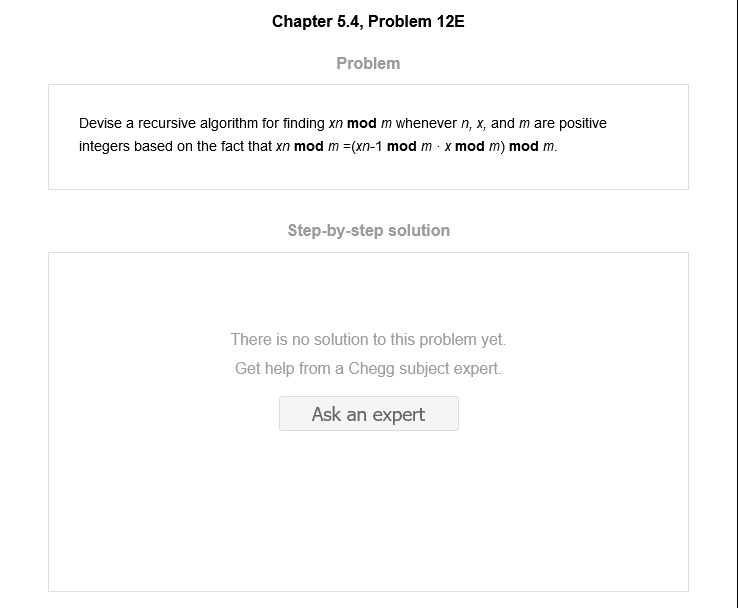 Chapter 5.4, Problem 12E
Problem
Devise a recursive algorithm for finding xn mod m whenever n, x, and m are positive
integers based on the fact that xn mod m =(xn-1 mod m · x mod m) mod m.
Step-by-step solution
There is no solution to this problem yet.
Get help from a Chegg subject expert.
Ask an expert